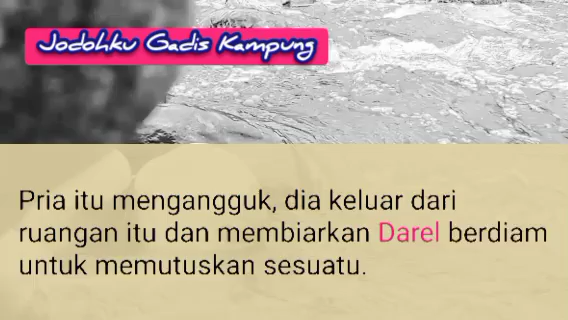 Jodohku Gadis Kampung
Pria itu mengangguk, dia keluar dari
ruangan itu dan membiarkan Darel berdiam
untuk memutuskan sesuatu.